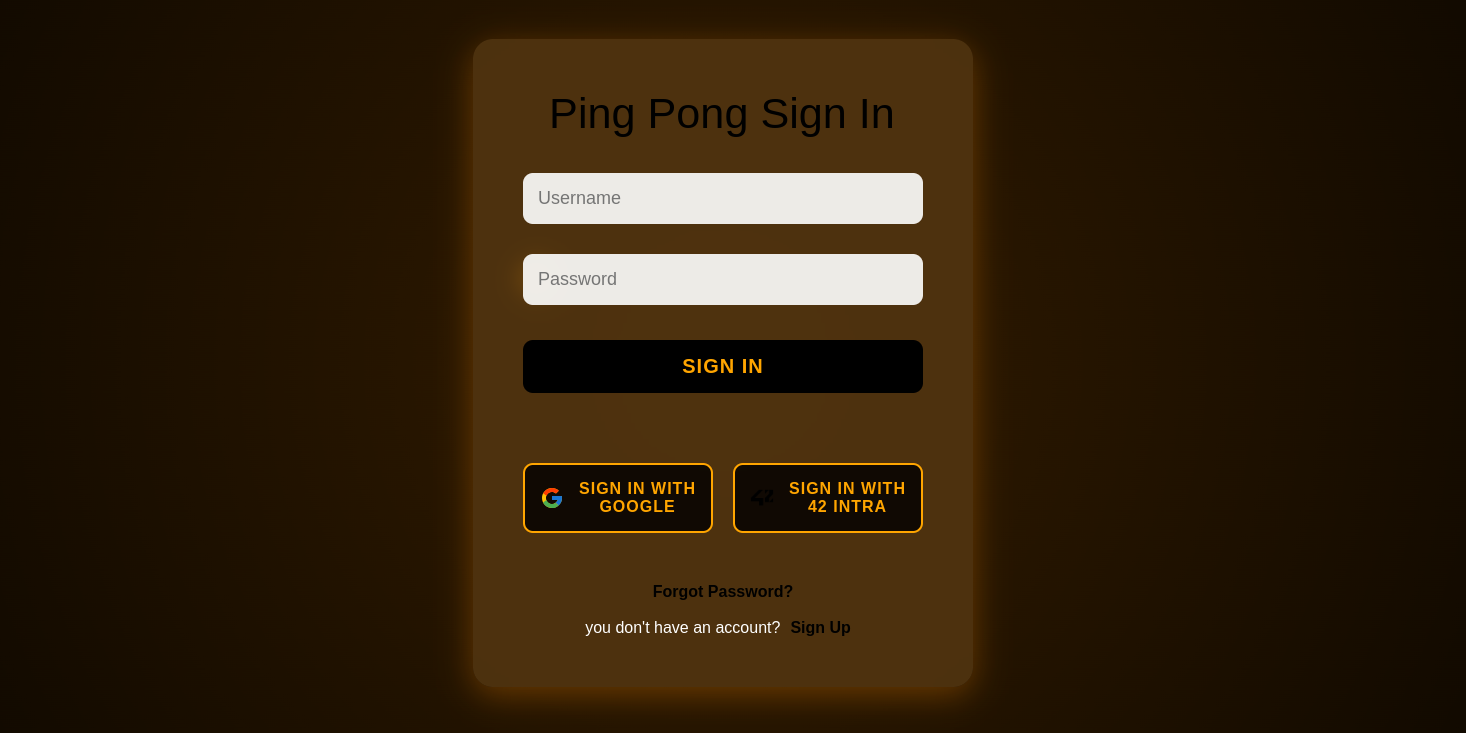 Ping Pong Sign In
Username
Password
SIGN IN
SIGN IN WITH
GOOGLE
42
SIGN IN WITH
42 INTRA
Forgot Password?
you don't have an account? Sign Up